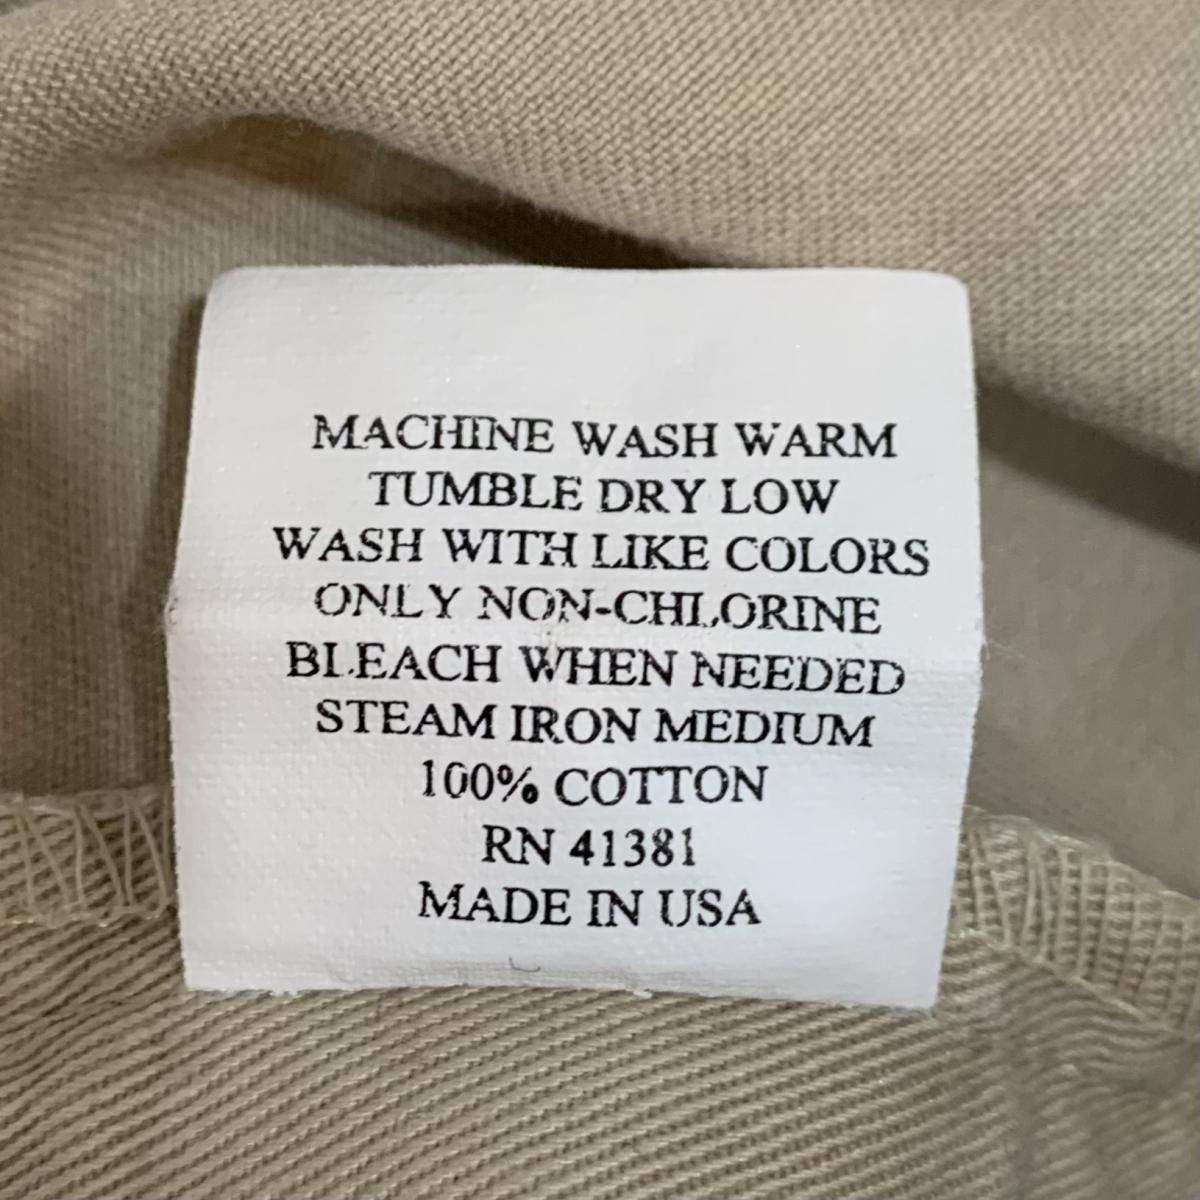 MACHINE WASH WARM
TUMBLE DRY LOW
WASH WITH LIKE COLORS
ONLY NON-CHLORINE
BLEACH WHEN NEEDED
STEAM IRON MEDIUM
100% COTTON
RN 41381
MADE IN USA